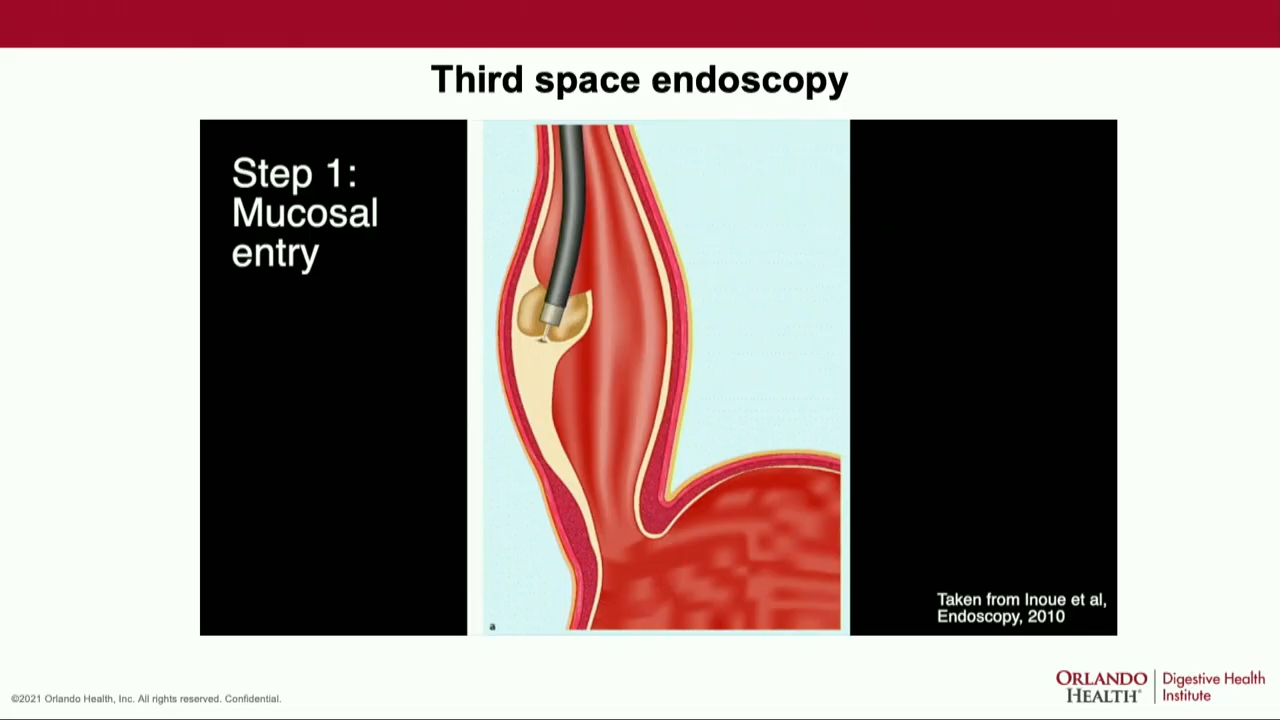 Third space endoscopy
Step 1:
Mucosal
entry
a
Taken from Inoue et al,
Endoscopy, 2010
©2021 Orlando Health, Inc. All rights reserved. Confidential.
ORLANDO
HEALTH®
Digestive Health
Institute